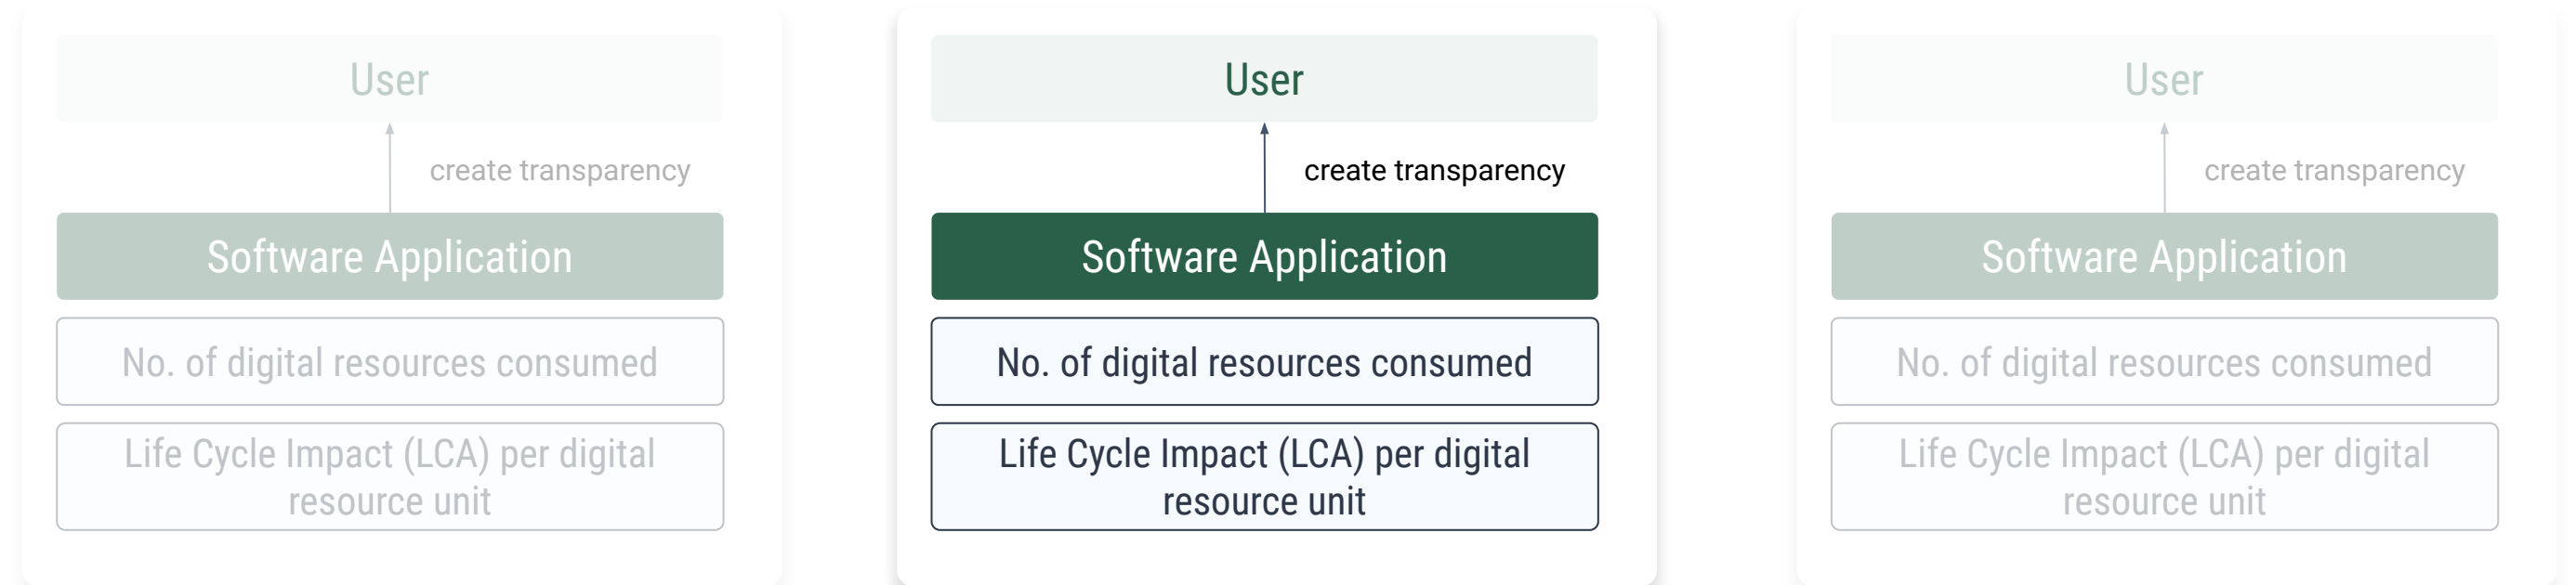 User
create transparency
Software Application
No. of digital resources consumed
Life Cycle Impact (LCA) per digital
resource unit
User
create transparency
Software Application
No. of digital resources consumed
Life Cycle Impact (LCA) per digital
resource unit
User
create transparency
Software Application
No. of digital resources consumed
Life Cycle Impact (LCA) per digital
resource unit